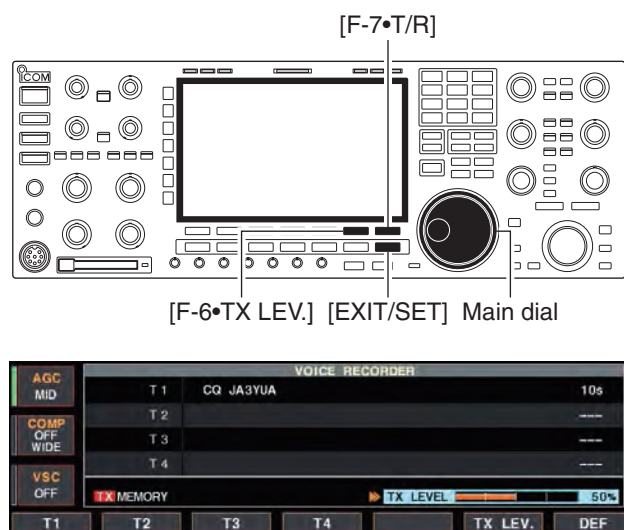 [F-7•T/R]
ICOM
[F-6•TX LEV.] [EXIT/SET] Main dial
VOICE RECORDER
AGC
MID
T 1 CQ JA3YUA 10s
T 2 ---
COMP
OFF
WIDE
T 3 ---
T 4 ---
VSC
OFF
TX MEMORY TX LEVEL 50%
T1 T2 T3 T4 TX LEV. DEF